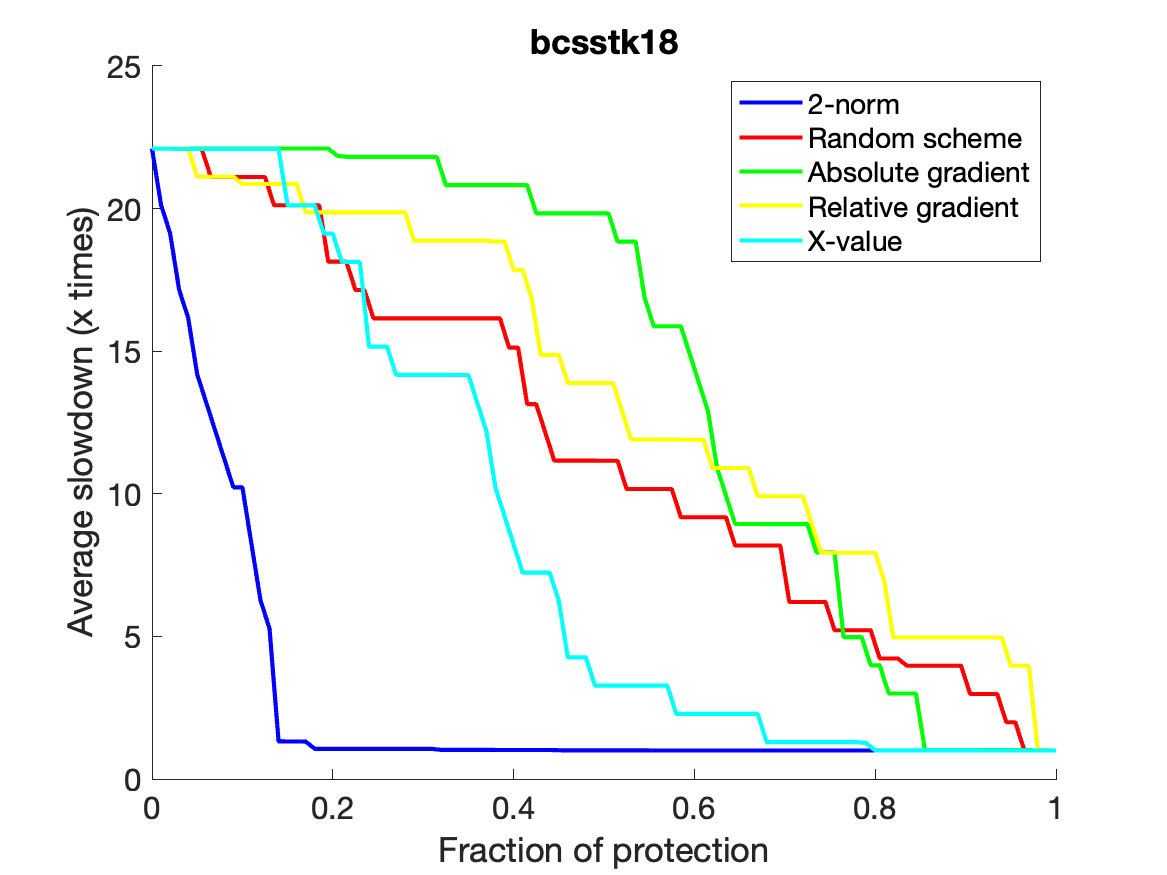 bcsstk18
25
20
15
10
5
0
Average slowdown (x times)
2-norm
Random scheme
Absolute gradient
Relative gradient
X-value
0 0.2 0.4 0.6 0.8 1
Fraction of protection